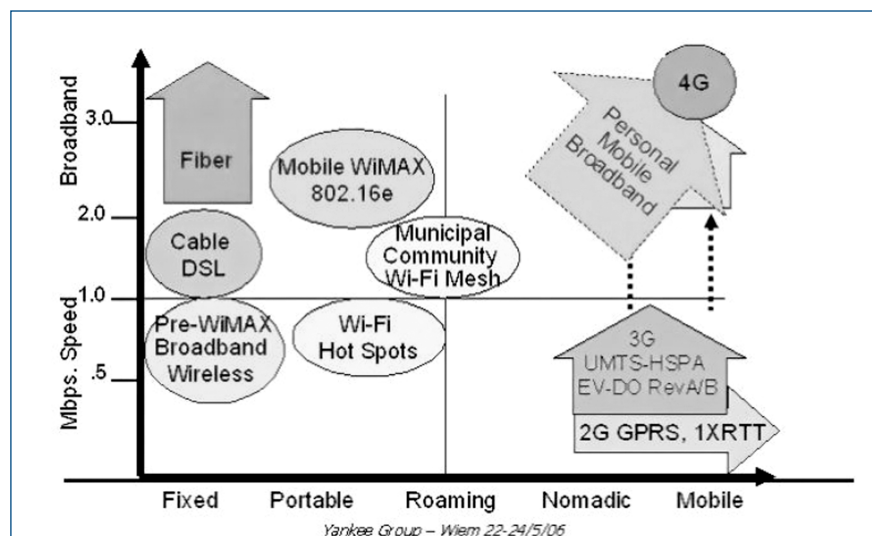 Broadband
Mbps. Speed
3.0
2.0
1.0
.5
Fiber
Cable
DSL
Pre-WiMAX
Broadband
Wireless
Mobile WiMAX
802.16e
Municipal
Community
Wi-Fi Mesh
Wi-Fi
Hot Spots
4G
Personal
Mobile
Broadband
3G
UMTS-HSPA
EV-DO RevA/B
2G GPRS, 1XRTT
Fixed
Portable
Roaming
Nomadic
Mobile
Yankee Group – Wiem 22-24/5/06